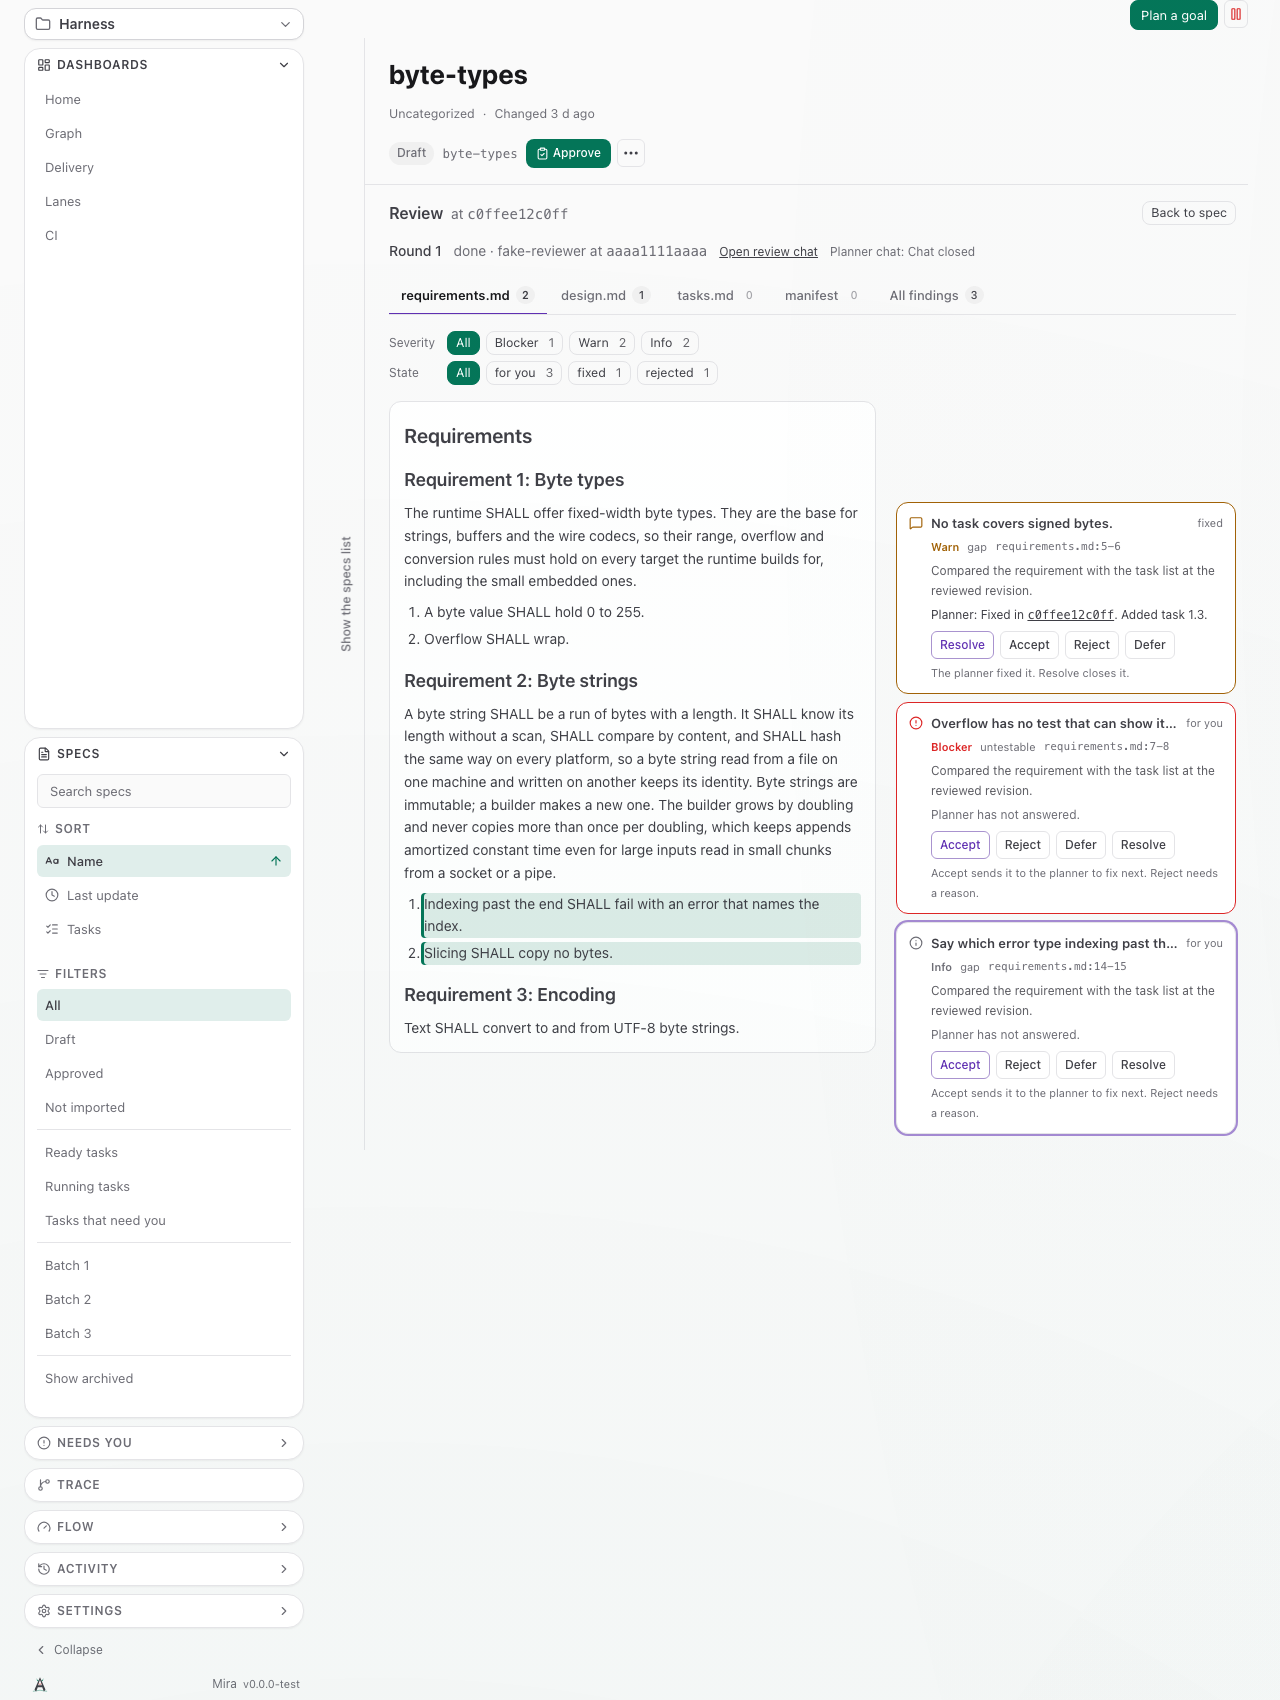 Harness
Plan a goal
DASHBOARDS
Home
Graph
Delivery
Lanes
CI
SPECS
Search specs
SORT
Aa Name
Last update
Tasks
FILTERS
All
Draft
Approved
Not imported
Ready tasks
Running tasks
Tasks that need you
Batch 1
Batch 2
Batch 3
Show archived
NEEDS YOU
TRACE
FLOW
ACTIVITY
SETTINGS
Collapse
Mira v0.0.0-test
Show the specs list
byte-types
Uncategorized · Changed 3 d ago
Draft byte-types Approve
Review at c0ffee12c0ff
Back to spec
Round 1 done · fake-reviewer at aaaa1111aaaa Open review chat Planner chat: Chat closed
requirements.md 2 design.md 1 tasks.md 0 manifest 0 All findings 3
Severity All Blocker 1 Warn 2 Info 2
State All for you 3 fixed 1 rejected 1
Requirements
Requirement 1: Byte types
The runtime SHALL offer fixed-width byte types. They are the base for
strings, buffers and the wire codecs, so their range, overflow and
conversion rules must hold on every target the runtime builds for,
including the small embedded ones.
1. A byte value SHALL hold 0 to 255.
2. Overflow SHALL wrap.
Requirement 2: Byte strings
A byte string SHALL be a run of bytes with a length. It SHALL know its
length without a scan, SHALL compare by content, and SHALL hash
the same way on every platform, so a byte string read from a file on
one machine and written on another keeps its identity. Byte strings are
immutable; a builder makes a new one. The builder grows by doubling
and never copies more than once per doubling, which keeps appends
amortized constant time even for large inputs read in small chunks
from a socket or a pipe.
1. Indexing past the end SHALL fail with an error that names the
index.
2. Slicing SHALL copy no bytes.
Requirement 3: Encoding
Text SHALL convert to and from UTF-8 byte strings.
No task covers signed bytes. fixed
Warn gap requirements.md:5–6
Compared the requirement with the task list at the
reviewed revision.
Planner: Fixed in c0ffee12c0ff. Added task 1.3.
Resolve Accept Reject Defer
The planner fixed it. Resolve closes it.
Overflow has no test that can show it... for you
Blocker untestable requirements.md:7–8
Compared the requirement with the task list at the
reviewed revision.
Planner has not answered.
Accept Reject Defer Resolve
Accept sends it to the planner to fix next. Reject needs
a reason.
Say which error type indexing past th... for you
Info gap requirements.md:14–15
Compared the requirement with the task list at the
reviewed revision.
Planner has not answered.
Accept Reject Defer Resolve
Accept sends it to the planner to fix next. Reject needs
a reason.